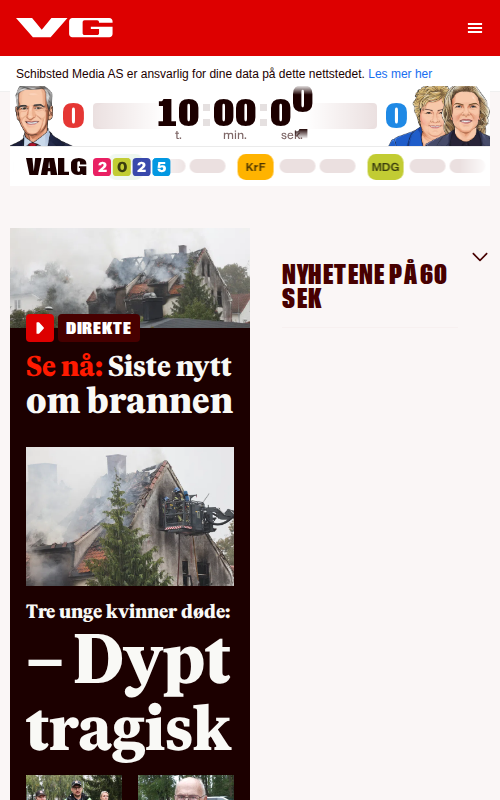 VG
Schibsted Media AS er ansvarlig for dine data på dette nettstedet. Les mer her
0 10:00:00 0
t. min. sek.
VALG 2025 KrF MDG
DIREKTE
Se nå: Siste nytt
om brannen
Tre unge kvinner døde:
– Dypt
tragisk
NYHETENE PÅ 60
SEK